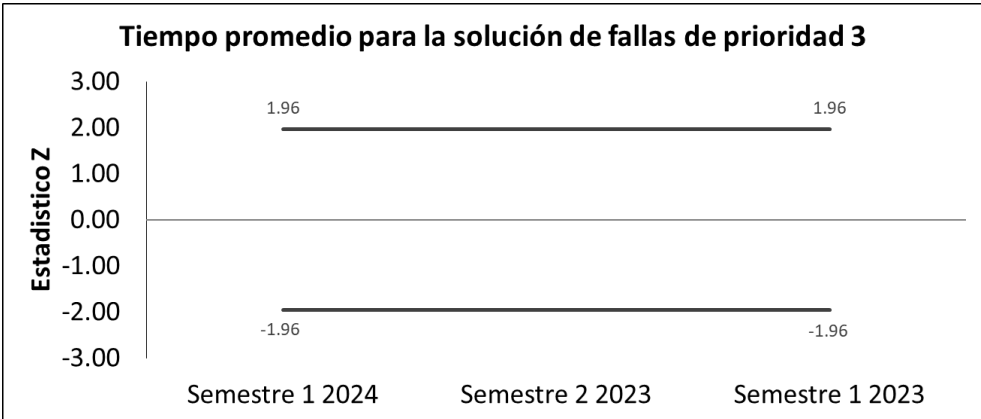 Tiempo promedio para la solución de fallas de prioridad 3
Estadistico Z
3.00
2.00
1.00
0.00
-1.00
-2.00
-3.00
1.96
1.96
-1.96
-1.96
Semestre 1 2024
Semestre 2 2023
Semestre 1 2023